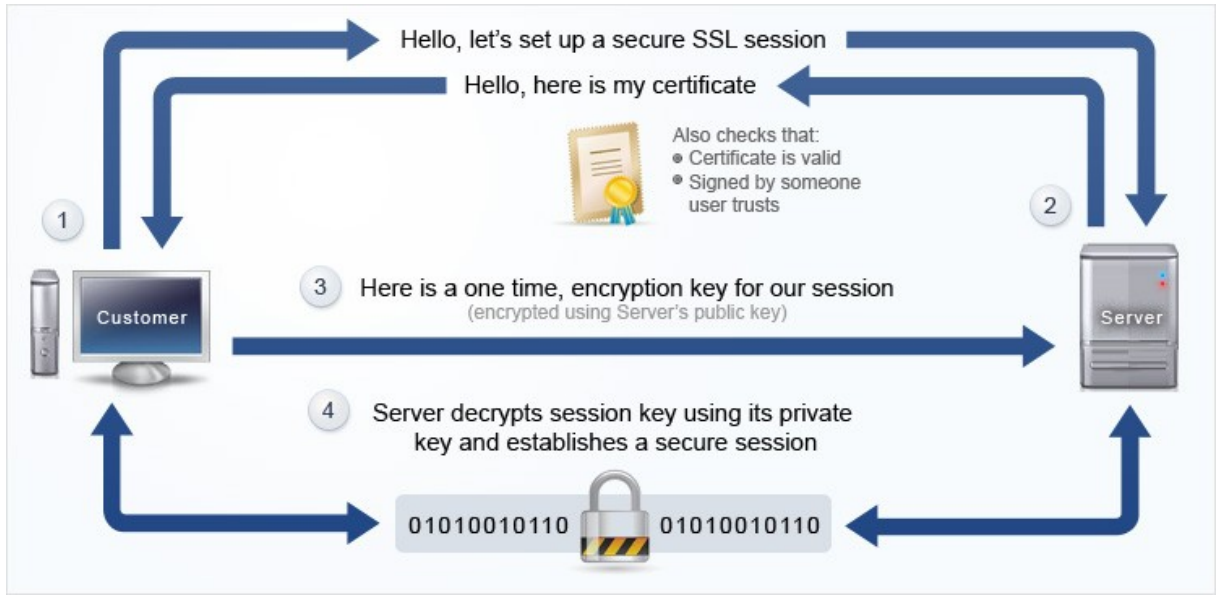 Hello, let's set up a secure SSL session
Hello, here is my certificate
Also checks that:
• Certificate is valid
• Signed by someone
user trusts
1
2
3
Here is a one time, encryption key for our session
(encrypted using Server's public key)
Customer
Server
4
Server decrypts session key using its private
key and establishes a secure session
01010010110
01010010110